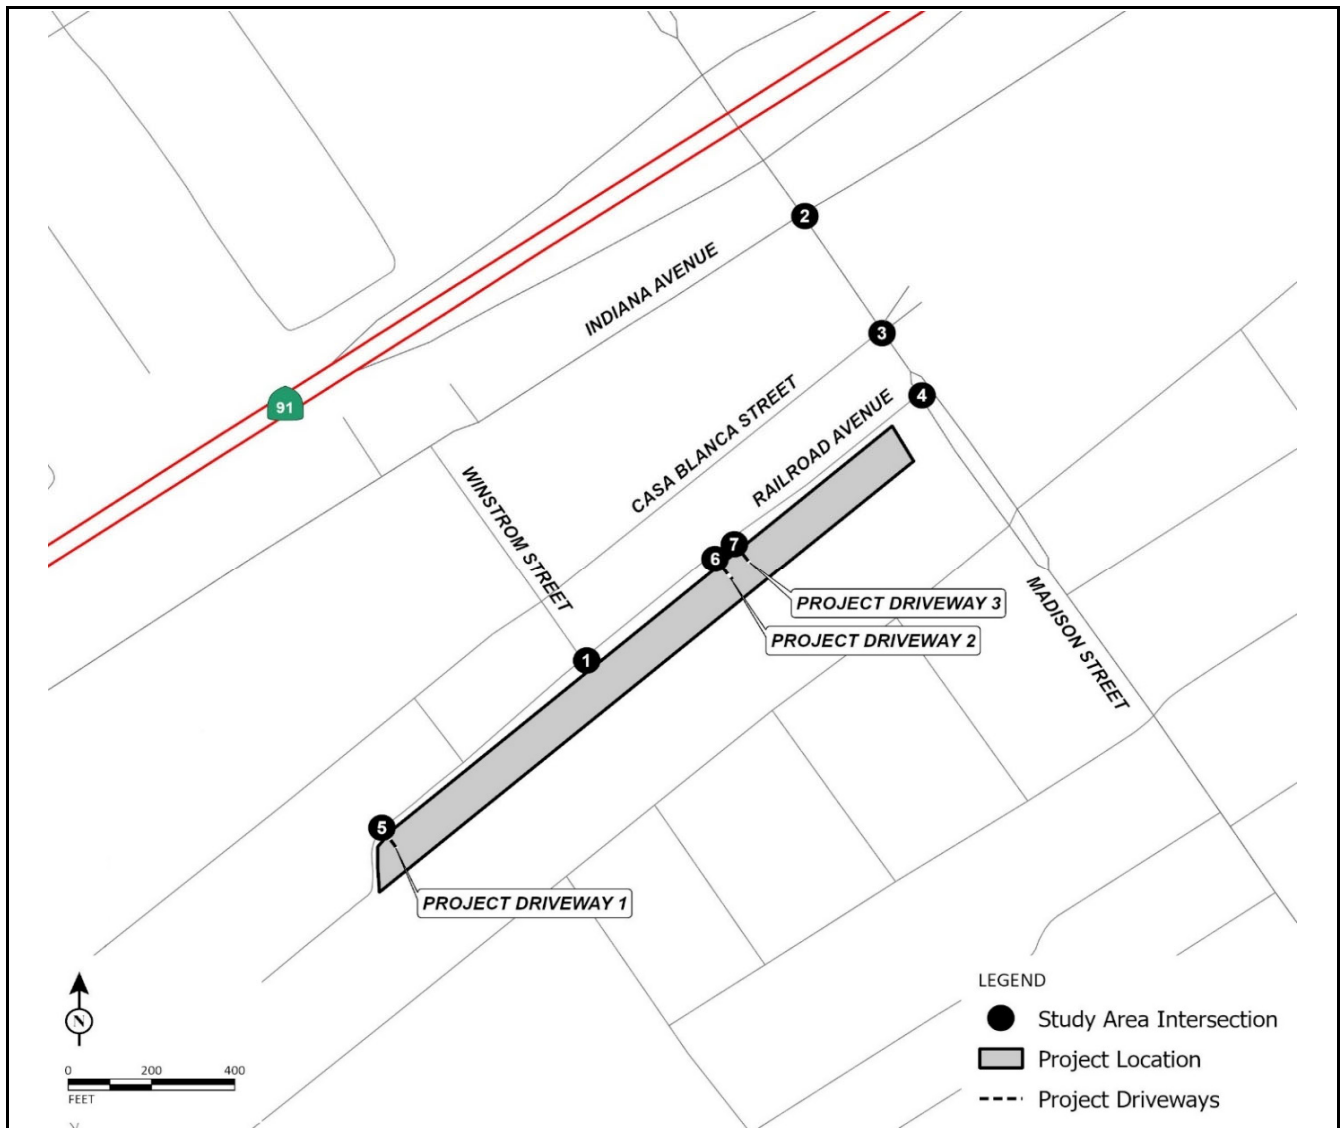 2
INDIANA AVENUE
3
CASA BLANCA STREET
4
91
RAILROAD AVENUE
WINSTROM STREET
7
6
PROJECT DRIVEWAY 3
MADISON STREET
PROJECT DRIVEWAY 2
1
5
PROJECT DRIVEWAY 1
N
0 200 400
FEET
LEGEND
Study Area Intersection
Project Location
Project Driveways